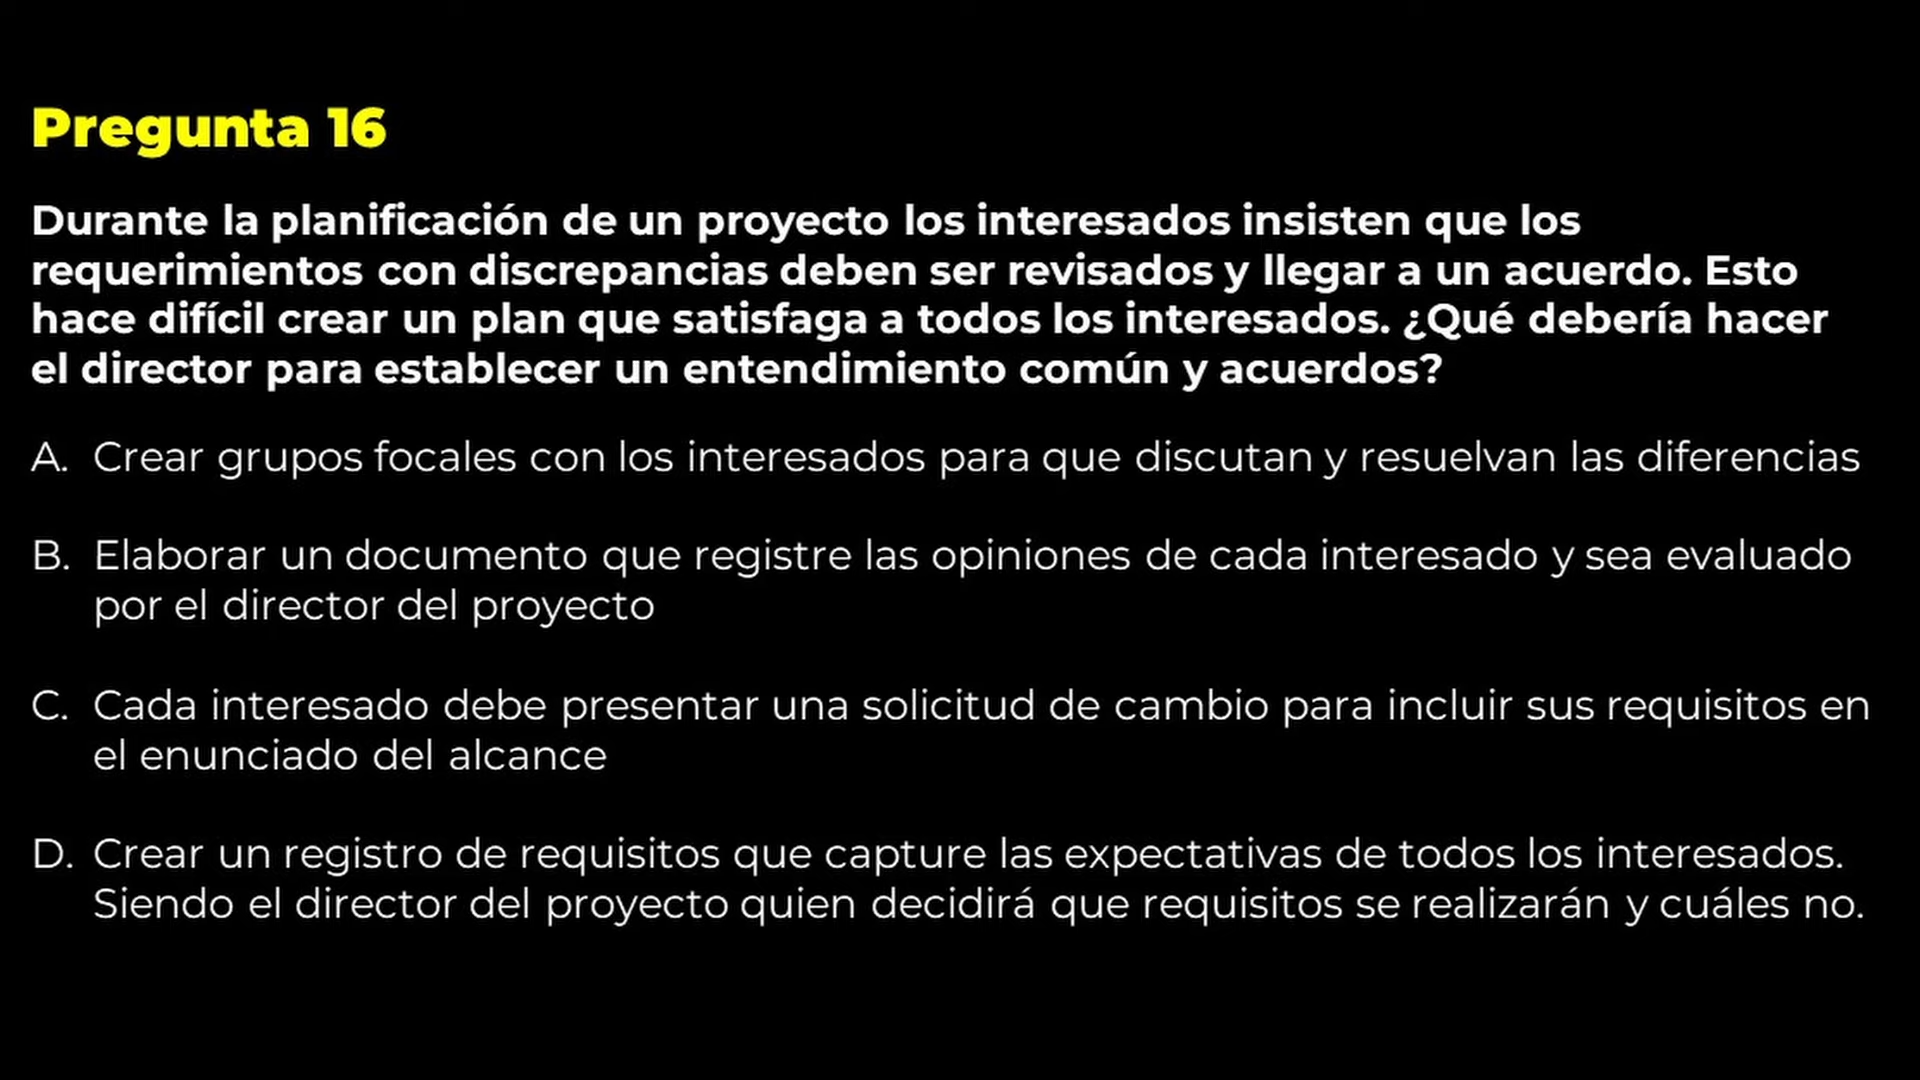 Pregunta 16
Durante la planificación de un proyecto los interesados insisten que los
requerimientos con discrepancias deben ser revisados y llegar a un acuerdo. Esto
hace difícil crear un plan que satisfaga a todos los interesados. ¿Qué debería hacer
el director para establecer un entendimiento común y acuerdos?
A. Crear grupos focales con los interesados para que discutan y resuelvan las diferencias
B. Elaborar un documento que registre las opiniones de cada interesado y sea evaluado
por el director del proyecto
C. Cada interesado debe presentar una solicitud de cambio para incluir sus requisitos en
el enunciado del alcance
D. Crear un registro de requisitos que capture las expectativas de todos los interesados.
Siendo el director del proyecto quien decidirá que requisitos se realizarán y cuáles no.